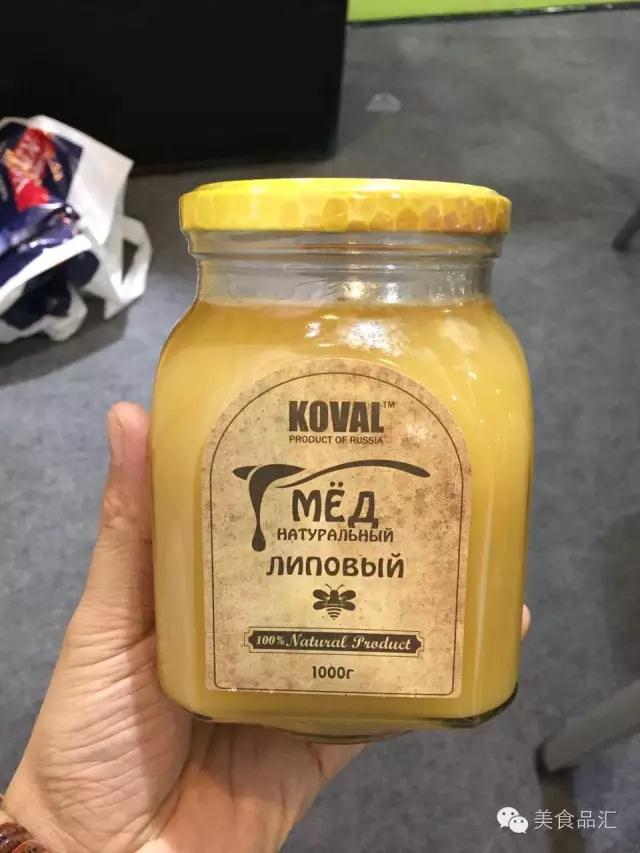 KOVAL™
PRODUCT OF RUSSIA
МЁД
НАТУРАЛЬНЫЙ
ЛИПОВЫЙ
100% Natural Product
1000г
美食品汇